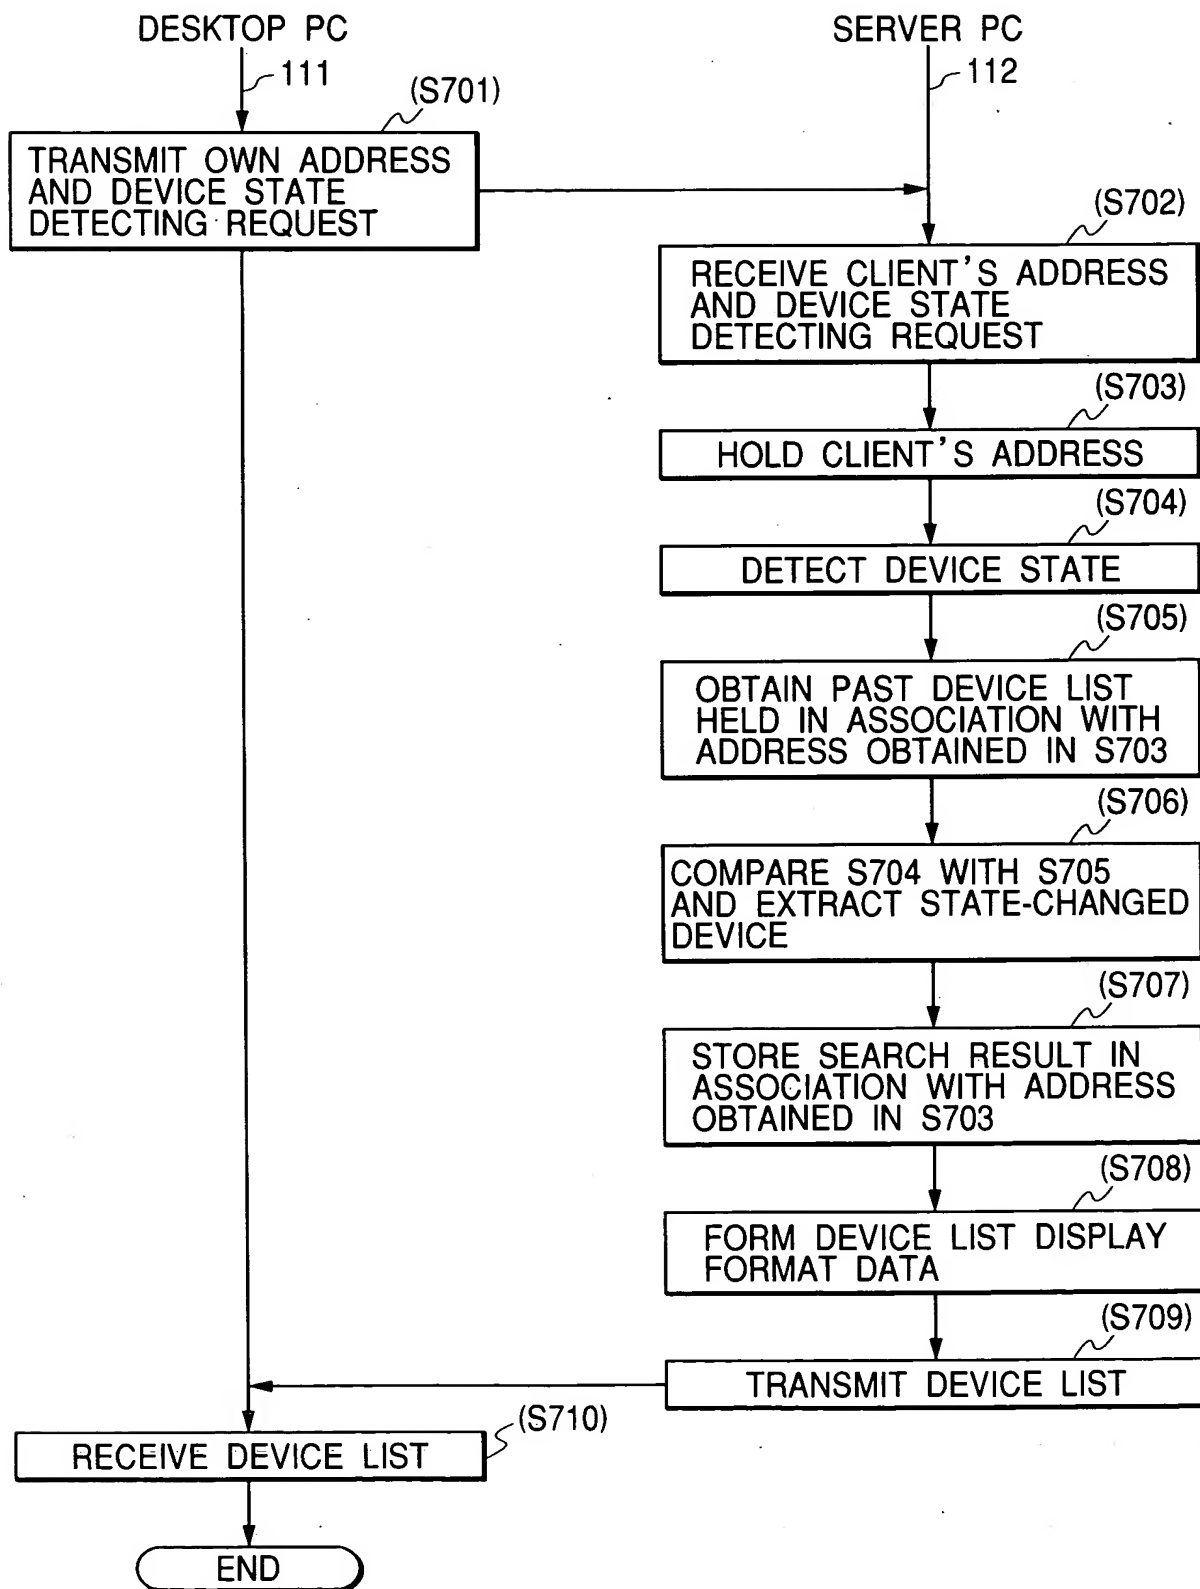 DESKTOP PC
SERVER PC
111
112
(S701)
TRANSMIT OWN ADDRESS
AND DEVICE STATE
DETECTING REQUEST
(S702)
RECEIVE CLIENT'S ADDRESS
AND DEVICE STATE
DETECTING REQUEST
(S703)
HOLD CLIENT'S ADDRESS
(S704)
DETECT DEVICE STATE
(S705)
OBTAIN PAST DEVICE LIST
HELD IN ASSOCIATION WITH
ADDRESS OBTAINED IN S703
(S706)
COMPARE S704 WITH S705
AND EXTRACT STATE-CHANGED
DEVICE
(S707)
STORE SEARCH RESULT IN
ASSOCIATION WITH ADDRESS
OBTAINED IN S703
(S708)
FORM DEVICE LIST DISPLAY
FORMAT DATA
(S709)
TRANSMIT DEVICE LIST
(S710)
RECEIVE DEVICE LIST
END